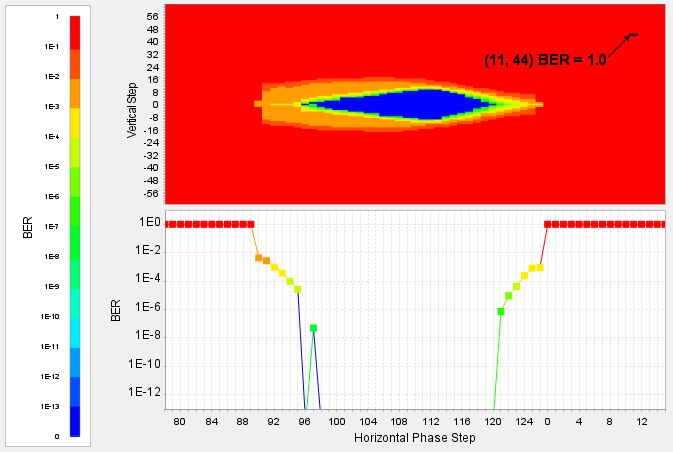 1
1E-1
1E-2
1E-3
1E-4
1E-5
1E-6
1E-7
1E-8
1E-9
1E-10
1E-11
1E-12
1E-13
0
BER
56
48
40
32
24
16
8
0
-8
-16
-24
-32
-40
-48
-56
Vertical Step
(11, 44) BER = 1.0
1E0
1E-2
1E-4
1E-6
1E-8
1E-10
1E-12
BER
80 84 88 92 96 100 104 108 112 116 120 124 0 4 8 12
Horizontal Phase Step